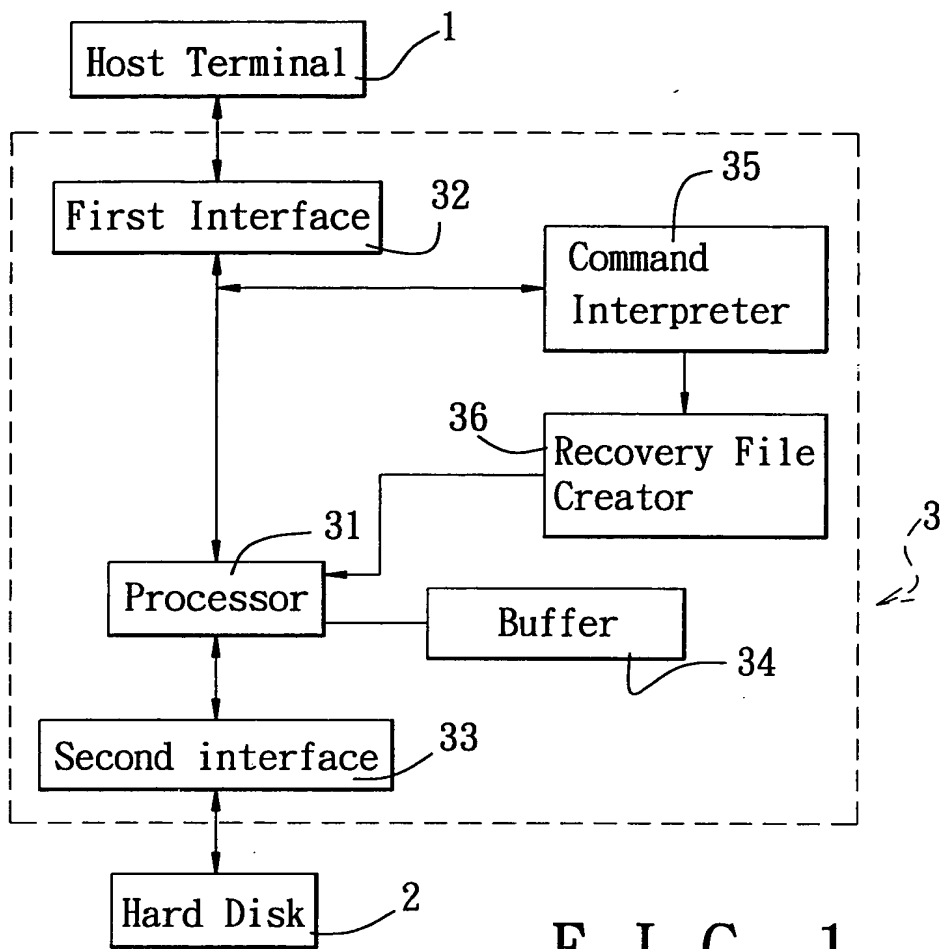 1
Host Terminal
35
First Interface
32
Command
Interpreter
36
Recovery File
Creator
31
3
Processor
Buffer
34
33
Second interface
2
Hard Disk
F I G. 1